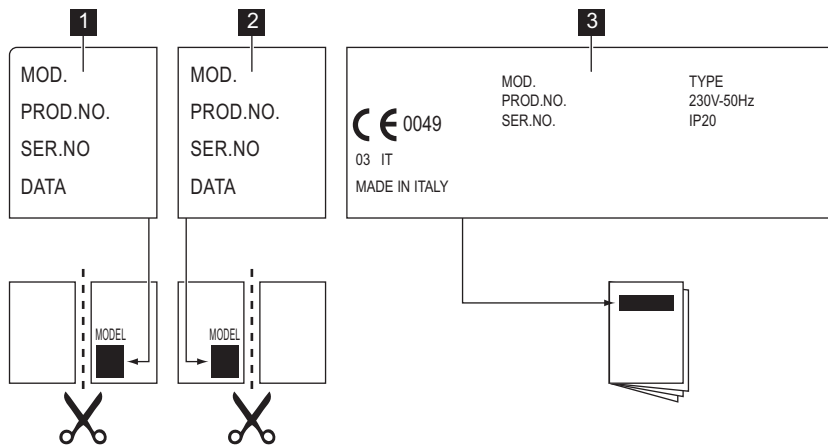 1
MOD.
PROD.NO.
SER.NO
DATA
MODEL
2
MOD.
PROD.NO.
SER.NO
DATA
MODEL
3
CE 0049
03 IT
MADE IN ITALY
MOD.
PROD.NO.
SER.NO.
TYPE
230V-50Hz
IP20